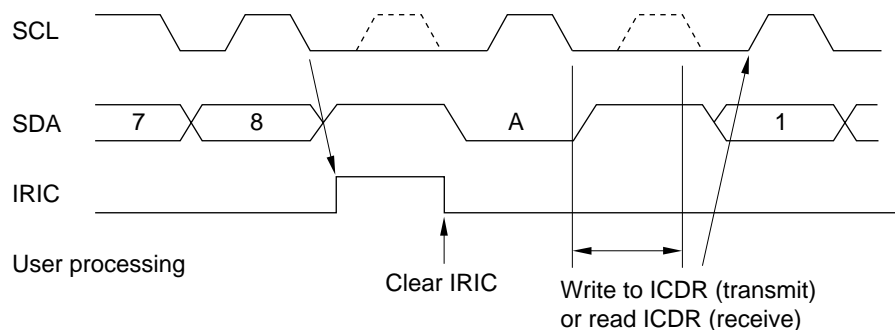 SCL
SDA
7
8
A
1
IRIC
User processing
Clear IRIC
Write to ICDR (transmit)
or read ICDR (receive)